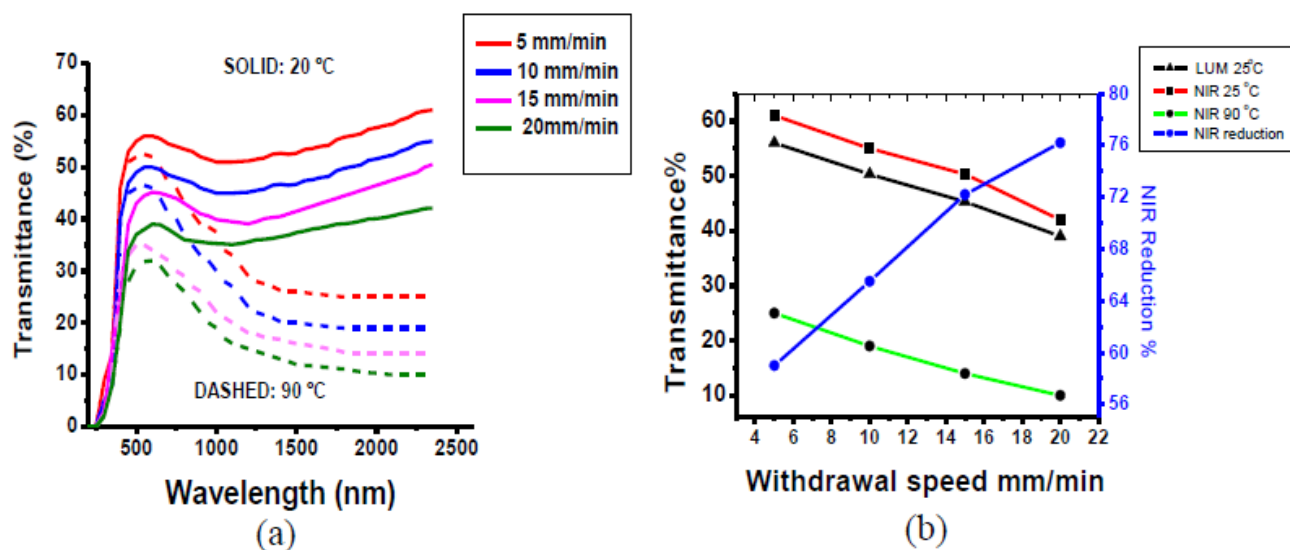 5 mm/min
10 mm/min
15 mm/min
20mm/min
SOLID: 20 °C
DASHED: 90 °C
70
60
50
40
30
20
10
0
Transmittance (%)
500 1000 1500 2000 2500
Wavelength (nm)
(a)
LUM 25°C
NIR 25 °C
NIR 90 °C
NIR reduction
60
50
40
30
20
10
Transmittance%
80
76
72
68
64
60
56
NIR Reduction %
4 6 8 10 12 14 16 18 20 22
Withdrawal speed mm/min
(b)